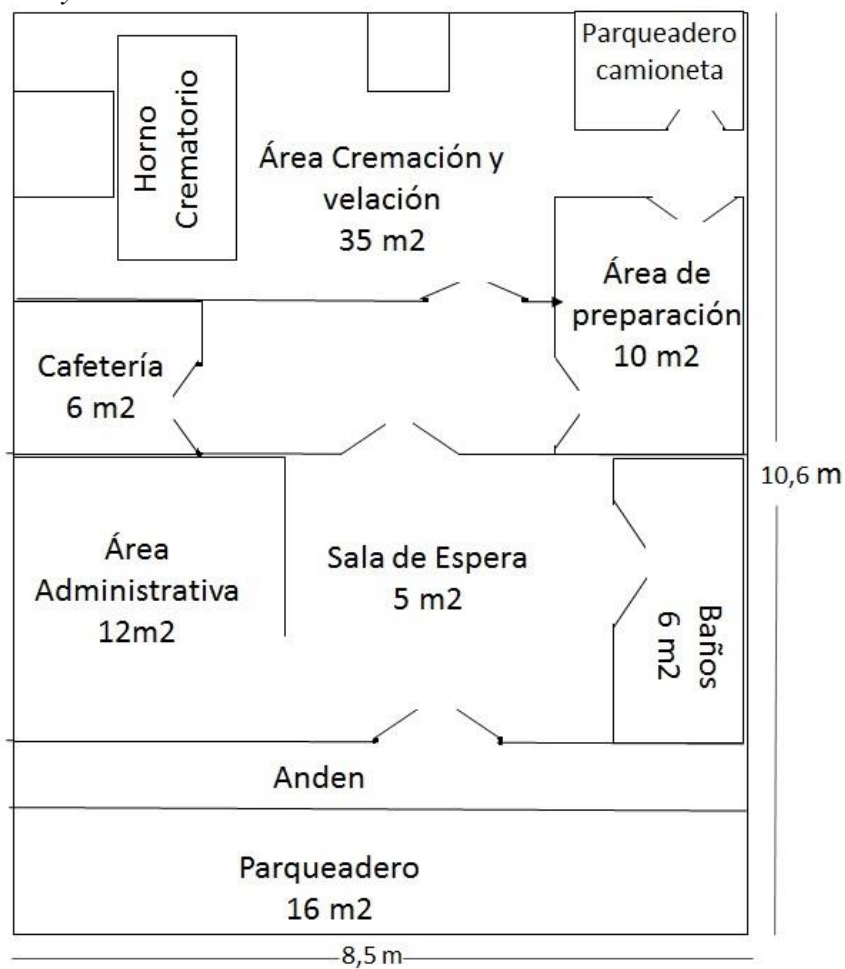 Parqueadero
camioneta
Horno
Crematorio
Área Cremación y
velación
35 m2
Área de
preparación
10 m2
Cafetería
6 m2
10,6 m
Área
Administrativa
12m2
Sala de Espera
5 m2
Baños
6 m2
Anden
Parqueadero
16 m2
8,5 m